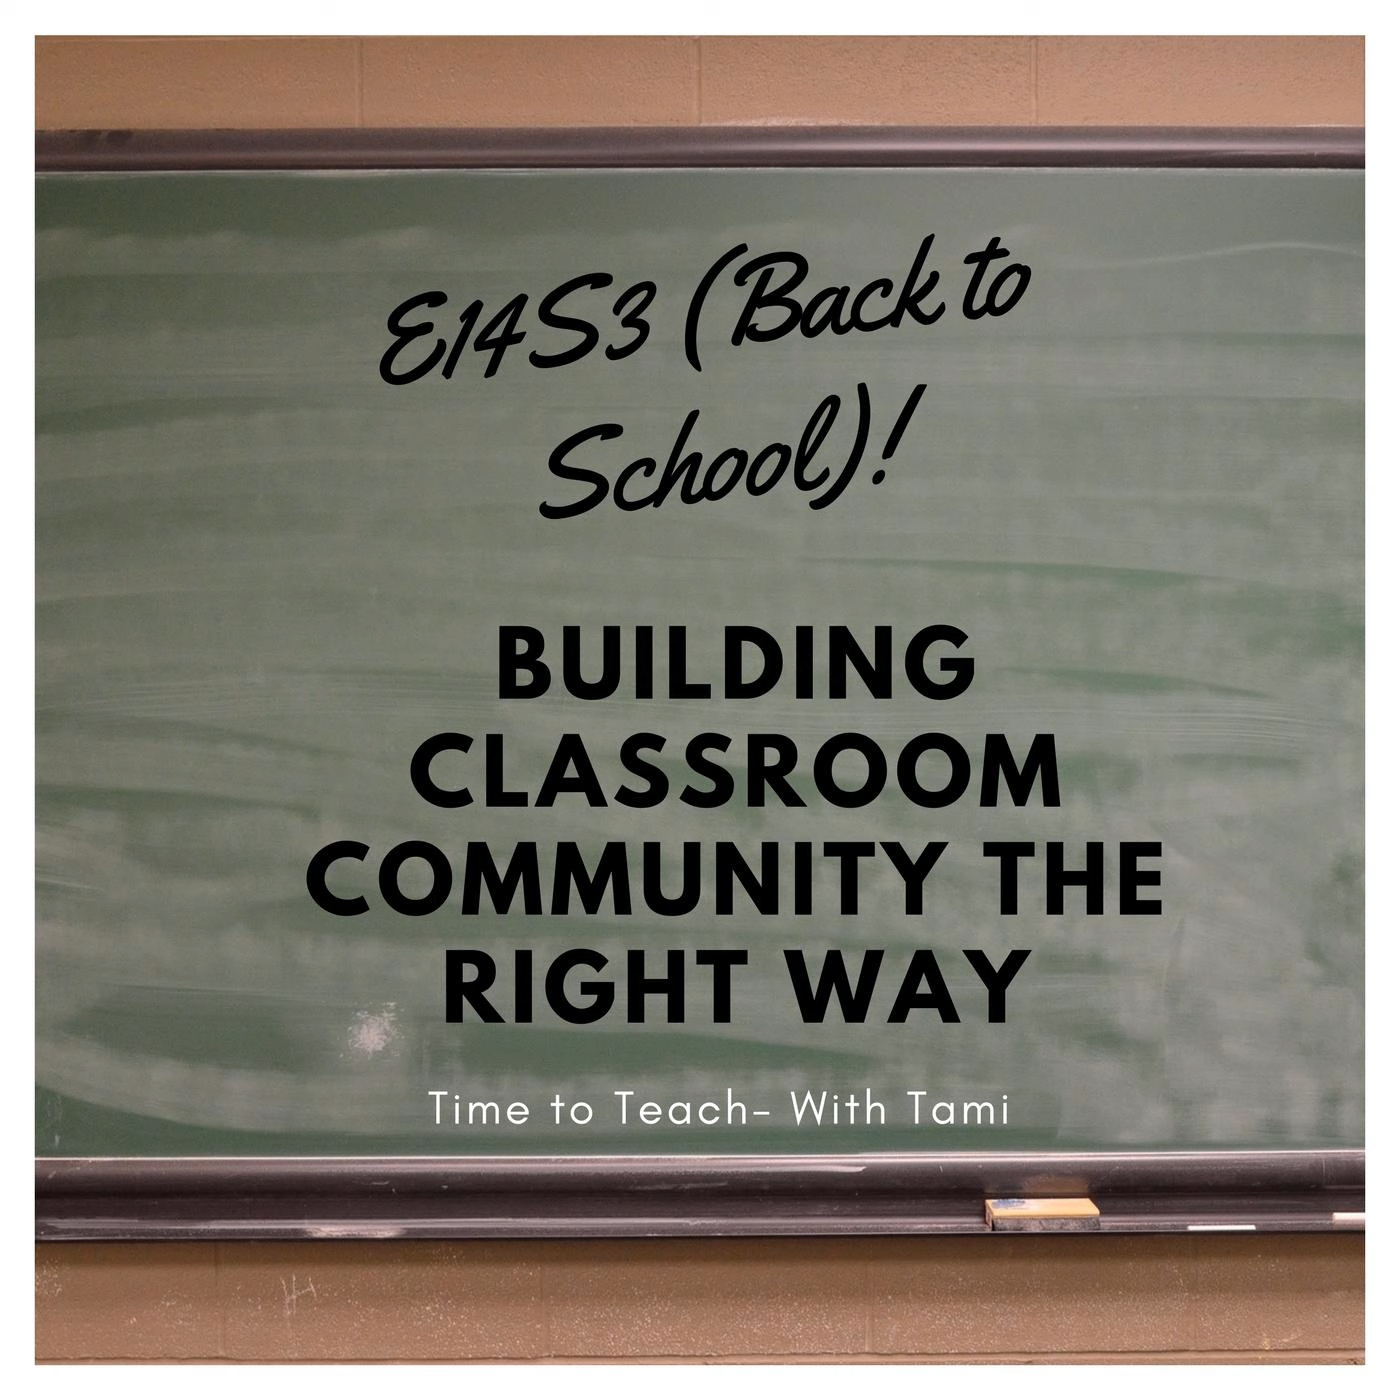 E14S3 (Back to
School)!
BUILDING
CLASSROOM
COMMUNITY THE
RIGHT WAY
Time to Teach- With Tami